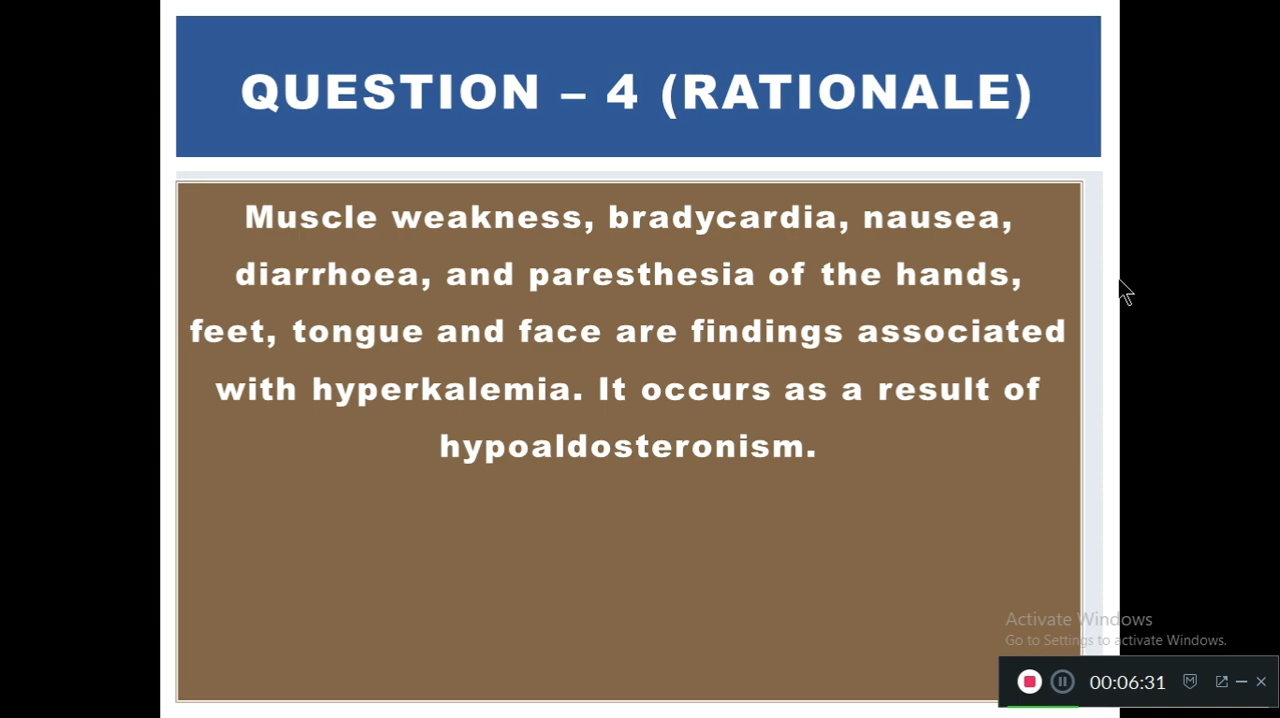 QUESTION – 4 (RATIONALE)
Muscle weakness, bradycardia, nausea,
diarrhoea, and paresthesia of the hands,
feet, tongue and face are findings associated
with hyperkalemia. It occurs as a result of
hypoaldosteronism.
Activate Windows
Go to Settings to activate Windows.
00:06:31